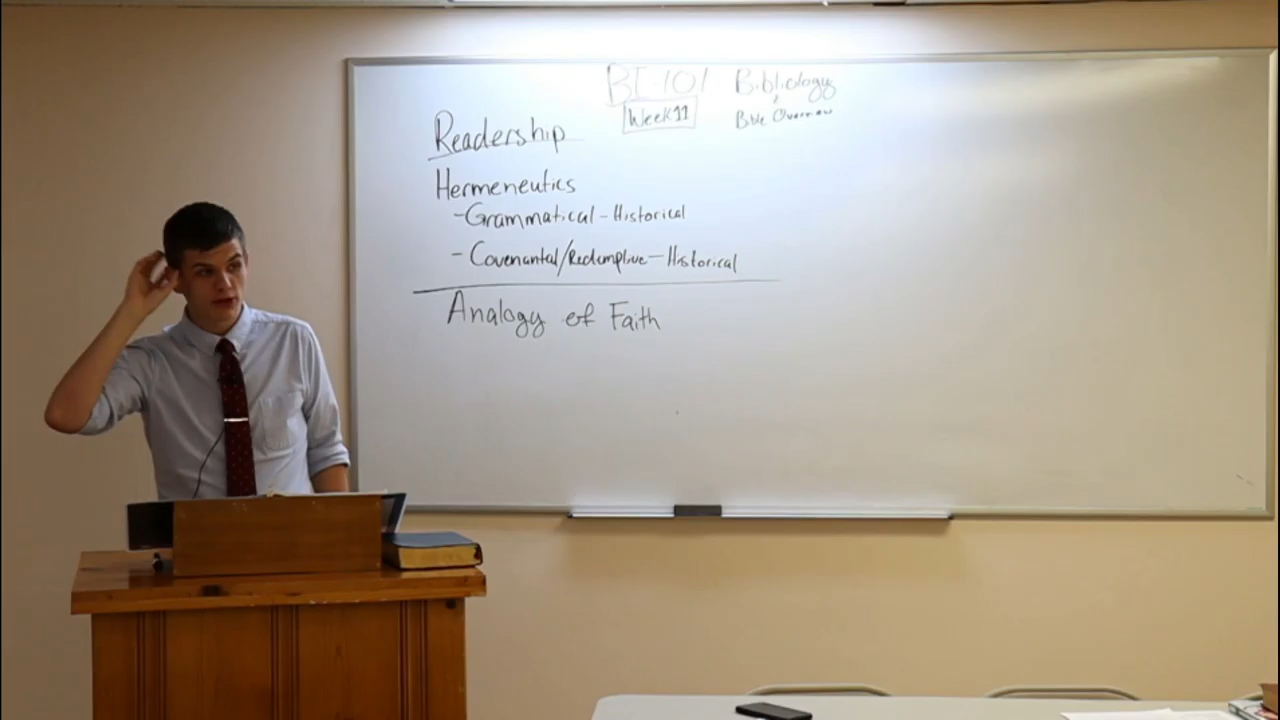 BI-101 Bibliology
Week 11
& Bible Overview
Readership
Hermeneutics
-Grammatical-Historical
-Covenantal/Redemptive-Historical
Analogy of Faith